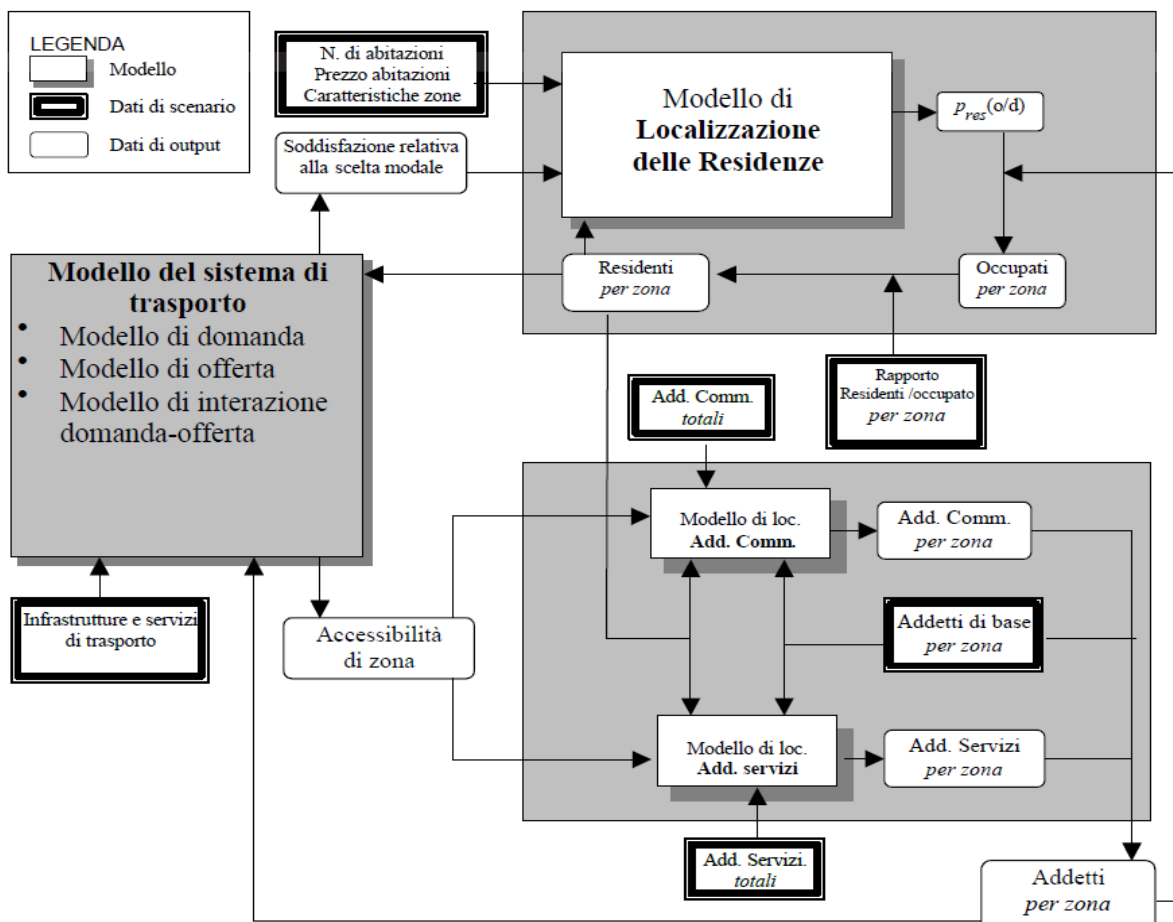 LEGENDA
Modello
Dati di scenario
Dati di output
N. di abitazioni
Prezzo abitazioni
Caratteristiche zone
Soddisfazione relativa
alla scelta modale
Modello di
Localizzazione
delle Residenze
p_res(o/d)
Modello del sistema di
trasporto
• Modello di domanda
• Modello di offerta
• Modello di interazione
domanda-offerta
Residenti
per zona
Occupati
per zona
Rapporto
Residenti /occupato
per zona
Add. Comm.
totali
Modello di loc.
Add. Comm.
Add. Comm.
per zona
Infrastrutture e servizi
di trasporto
Accessibilità
di zona
Addetti di base
per zona
Modello di loc.
Add. servizi
Add. Servizi
per zona
Add. Servizi.
totali
Addetti
per zona